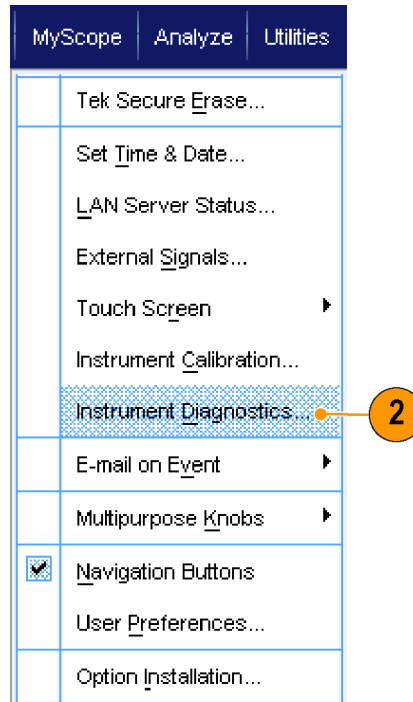 MyScope Analyze Utilities
Tek Secure Erase...
Set Time & Date...
LAN Server Status...
External Signals...
Touch Screen
Instrument Calibration...
Instrument Diagnostics...
2
E-mail on Event
Multipurpose Knobs
Navigation Buttons
User Preferences...
Option Installation...